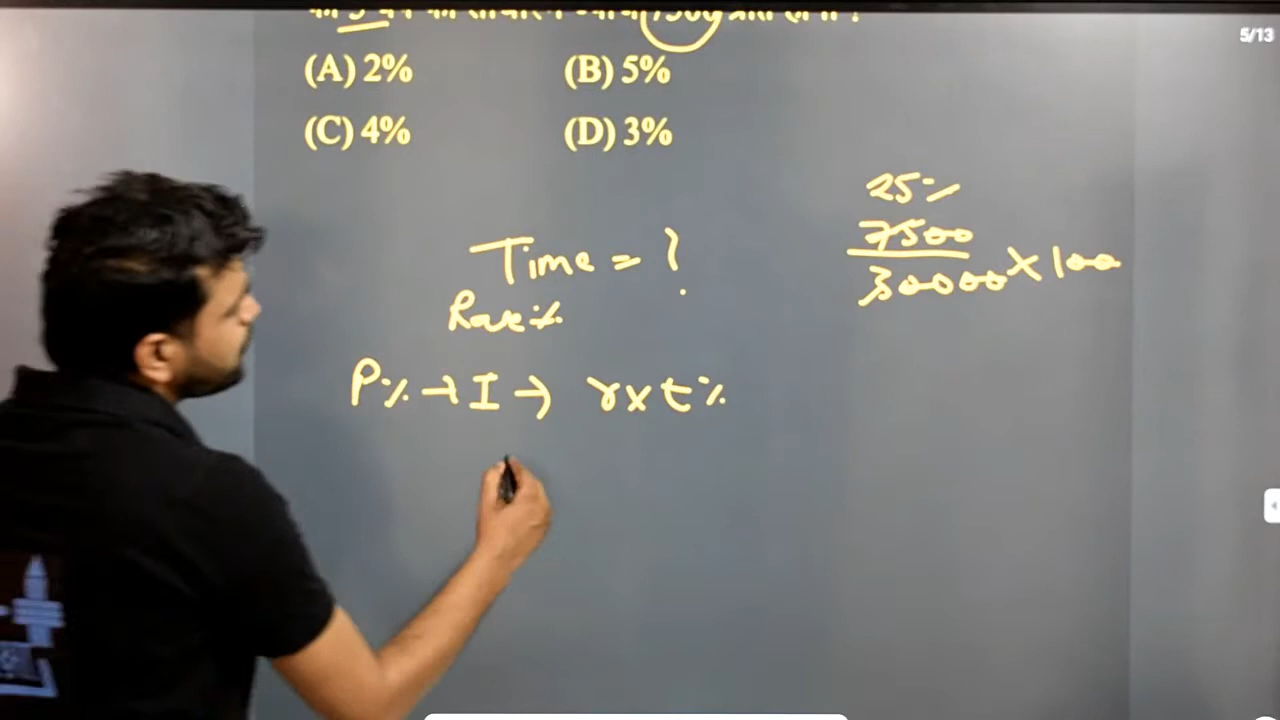 5/13
(A) 2% (B) 5%
(C) 4% (D) 3%
25%
Time = ?
7500
30000 × 100
Rate%
P% → I → r × t%